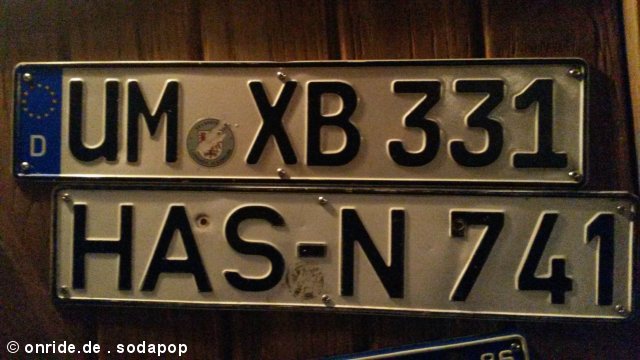 D UM XB 331
HAS-N 741
© onride.de . sodapop